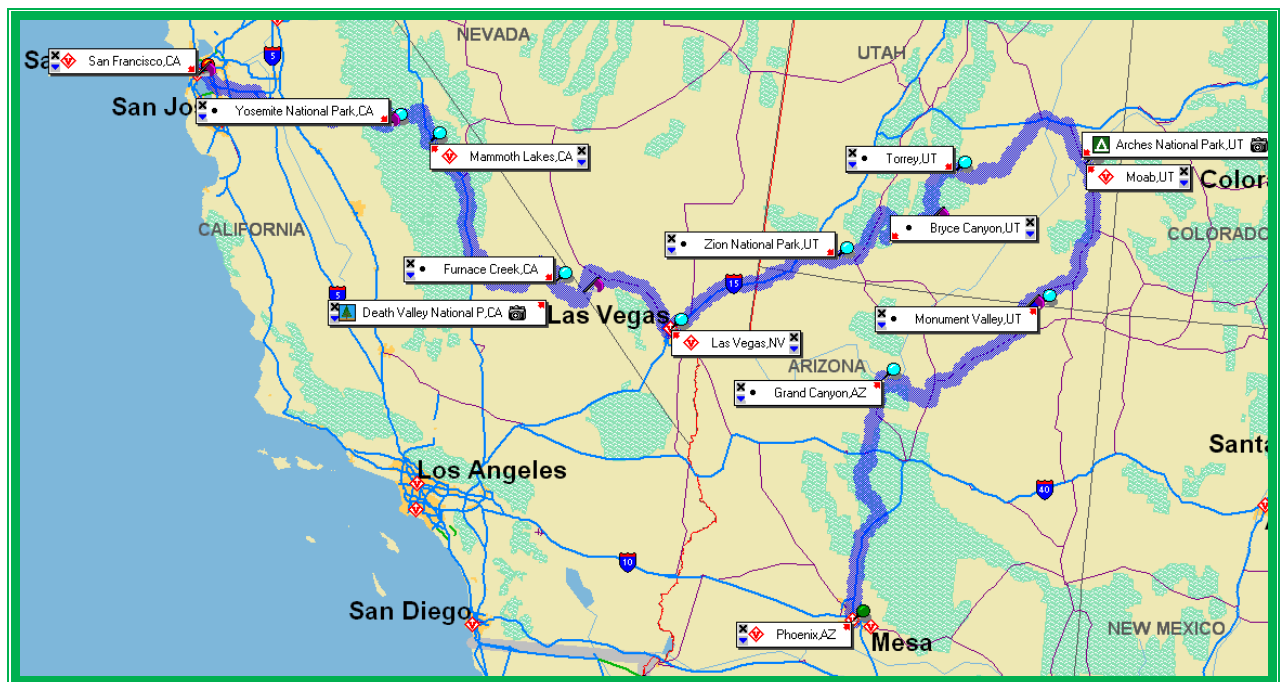 NEVADA
UTAH
5
San Francisco,CA
Sa
San Jos
Yosemite National Park,CA
Mammoth Lakes,CA
Torrey,UT
Arches National Park,UT
Moab,UT
Colora
CALIFORNIA
Bryce Canyon,UT
COLORADO
Zion National Park,UT
Furnace Creek,CA
15
5
Death Valley National P,CA
Las Vegas
Monument Valley,UT
Las Vegas,NV
ARIZONA
Grand Canyon,AZ
Santa
Los Angeles
40
10
San Diego
Phoenix,AZ
Mesa
NEW MEXICO